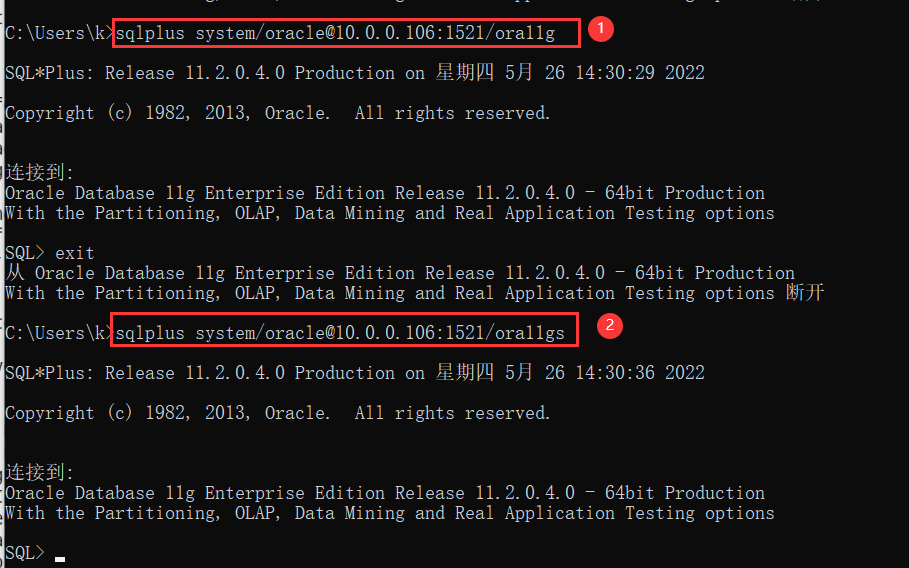 C:\Users\k>sqlplus system/oracle@10.0.0.106:1521/ora11g
1
SQL*Plus: Release 11.2.0.4.0 Production on 星期四 5月 26 14:30:29 2022
Copyright (c) 1982, 2013, Oracle.  All rights reserved.
连接到:
Oracle Database 11g Enterprise Edition Release 11.2.0.4.0 - 64bit Production
With the Partitioning, OLAP, Data Mining and Real Application Testing options
SQL> exit
从 Oracle Database 11g Enterprise Edition Release 11.2.0.4.0 - 64bit Production
With the Partitioning, OLAP, Data Mining and Real Application Testing options 断开
C:\Users\k>sqlplus system/oracle@10.0.0.106:1521/ora11gs
2
SQL*Plus: Release 11.2.0.4.0 Production on 星期四 5月 26 14:30:36 2022
Copyright (c) 1982, 2013, Oracle.  All rights reserved.
连接到:
Oracle Database 11g Enterprise Edition Release 11.2.0.4.0 - 64bit Production
With the Partitioning, OLAP, Data Mining and Real Application Testing options
SQL>